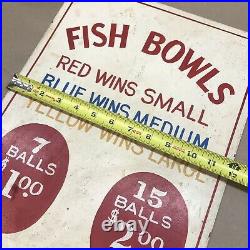 FISH BOWLS
RED WINS SMALL
BLUE WINS MEDIUM
YELLOW WINS LARGE
7
BALLS
$1.00
15
BALLS
$2.00